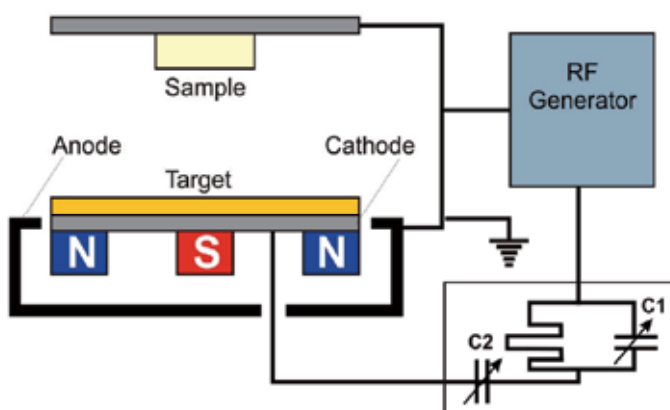 Sample
RF
Generator
Anode
Cathode
Target
N
S
N
C2
C1